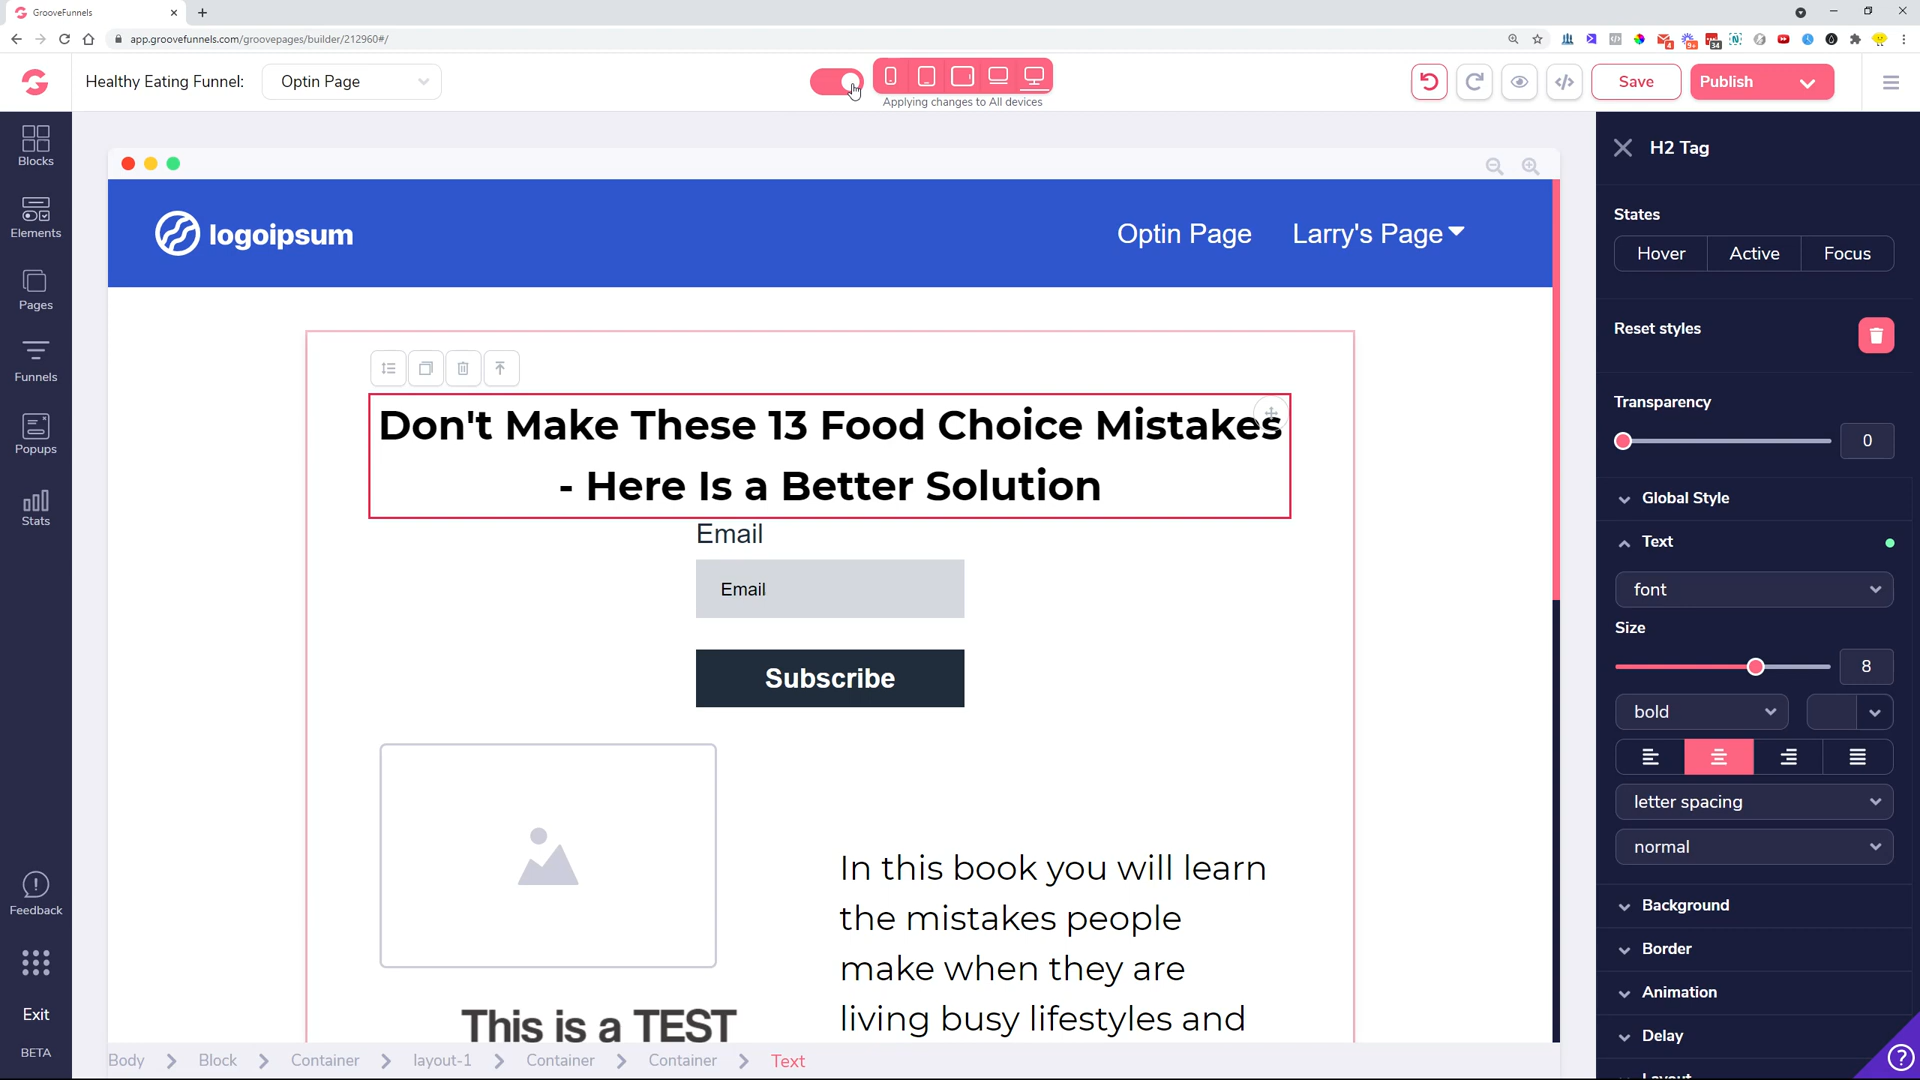 GrooveFunnels
app.groovefunnels.com/groovepages/builder/212960#/
4
9+
34
Healthy Eating Funnel:
Optin Page
Applying changes to All devices
Save
Publish
Blocks
Elements
Pages
Funnels
Popups
Stats
Feedback
Exit
BETA
logoipsum
Optin Page
Larry's Page
Don't Make These 13 Food Choice Mistakes
- Here Is a Better Solution
Email
Email
Subscribe
In this book you will learn
the mistakes people
make when they are
living busy lifestyles and
This is a TEST
Body
Block
Container
layout-1
Container
Container
Text
H2 Tag
States
Hover
Active
Focus
Reset styles
Transparency
0
Global Style
Text
font
Size
8
bold
letter spacing
normal
Background
Border
Animation
Delay
Layout